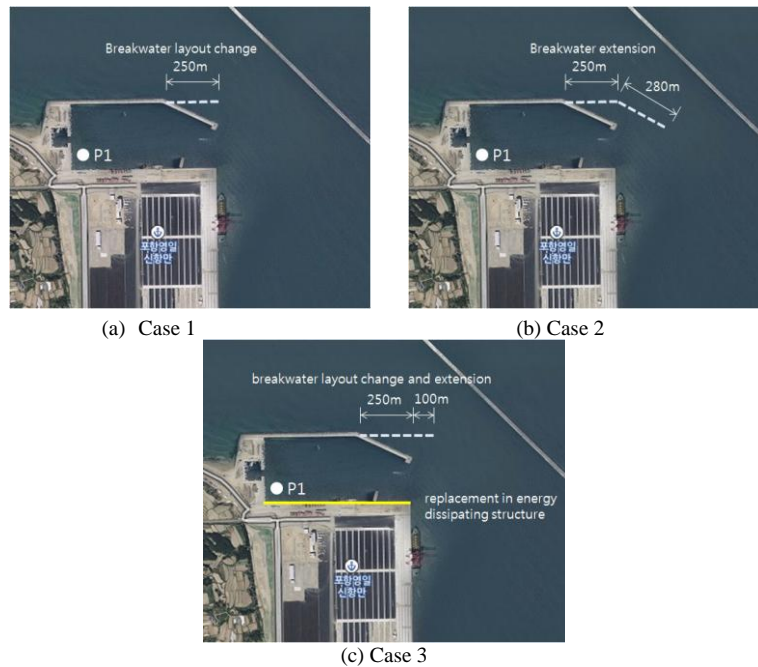 Breakwater layout change
250m
P1
포항영일
신항만
(a) Case 1
Breakwater extension
250m
280m
P1
포항영일
신항만
(b) Case 2
breakwater layout change and extension
250m
100m
P1
replacement in energy
dissipating structure
포항영일
신항만
(c) Case 3